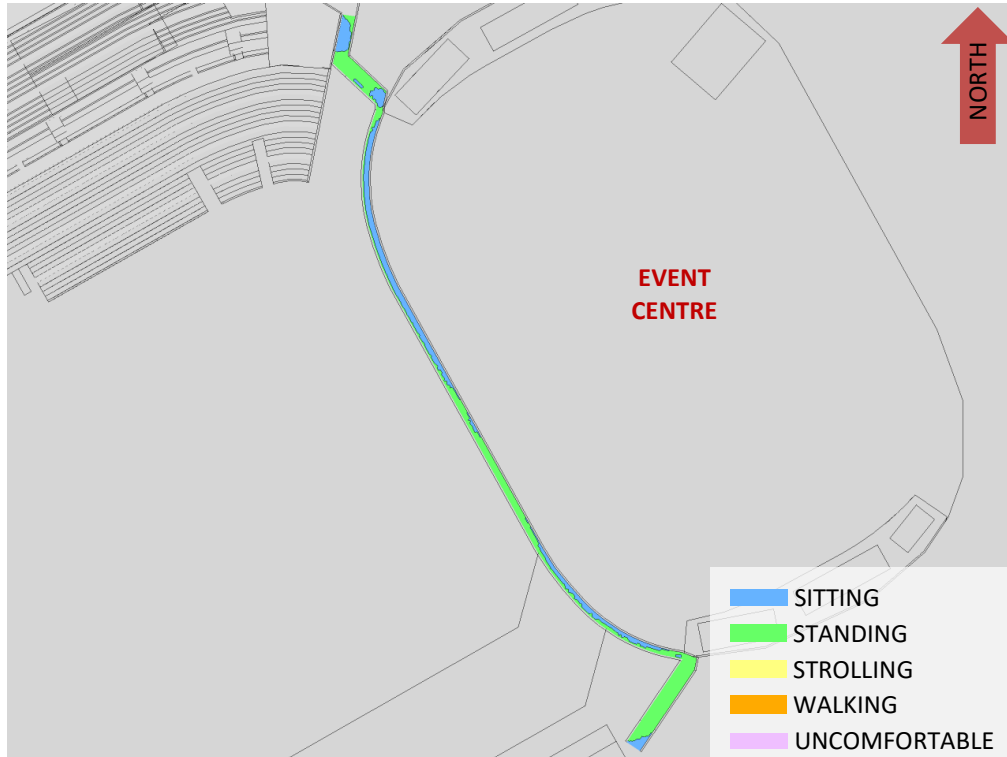 NORTH
EVENT
CENTRE
SITTING
STANDING
STROLLING
WALKING
UNCOMFORTABLE